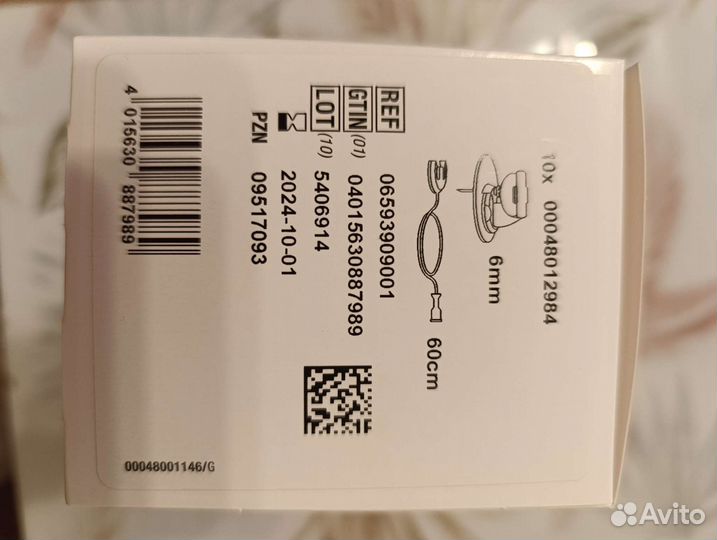 10x 00048012984
6mm
60cm
REF 06593909001
GTIN (01) 04015630887989
LOT (10) 5406914
2024-10-01
PZN 09517093
4 015630 887989
00048001146/G
Avito